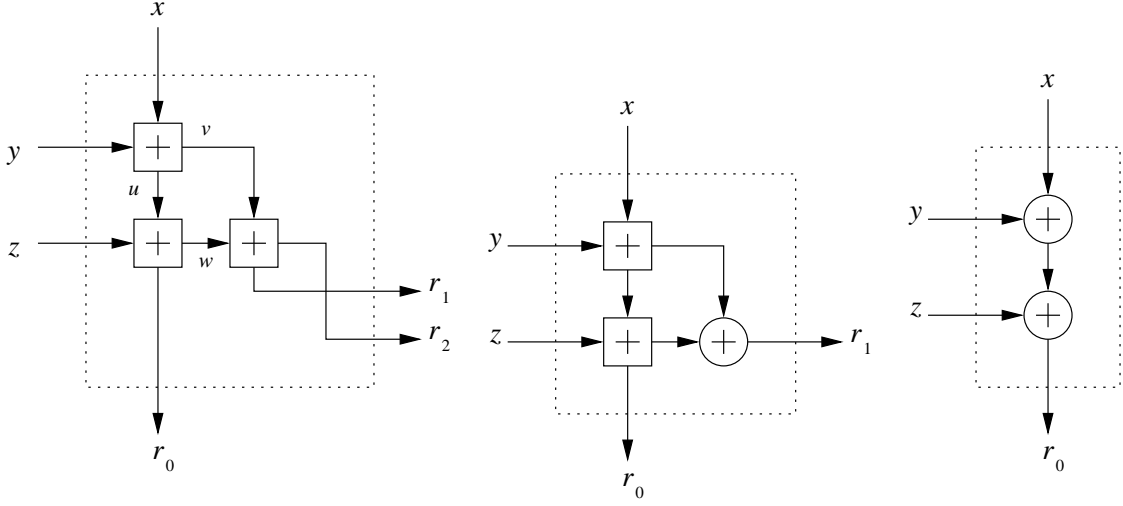 x
y
+
v
u
z
+
w
+
r₁
r₂
r₀
x
y
+
z
+
+
r₁
r₀
x
y
+
z
+
r₀